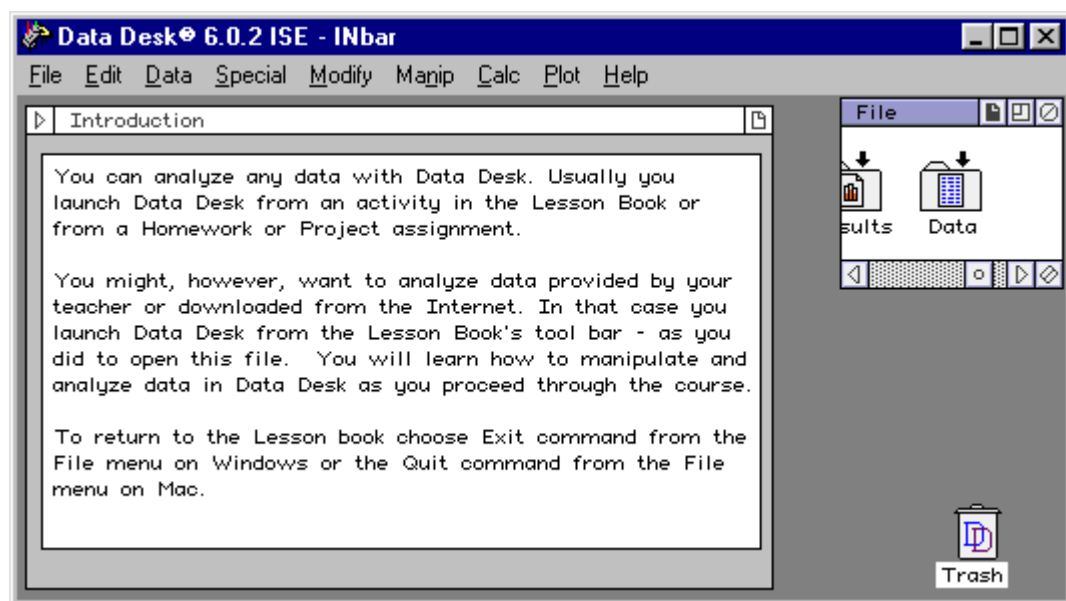 Data Desk® 6.0.2 ISE - INbar
File Edit Data Special Modify Manip Calc Plot Help
Introduction
You can analyze any data with Data Desk. Usually you
launch Data Desk from an activity in the Lesson Book or
from a Homework or Project assignment.
You might, however, want to analyze data provided by your
teacher or downloaded from the Internet. In that case you
launch Data Desk from the Lesson Book's tool bar - as you
did to open this file.  You will learn how to manipulate and
analyze data in Data Desk as you proceed through the course.
To return to the Lesson book choose Exit command from the
File menu on Windows or the Quit command from the File
menu on Mac.
File
sults Data
Trash